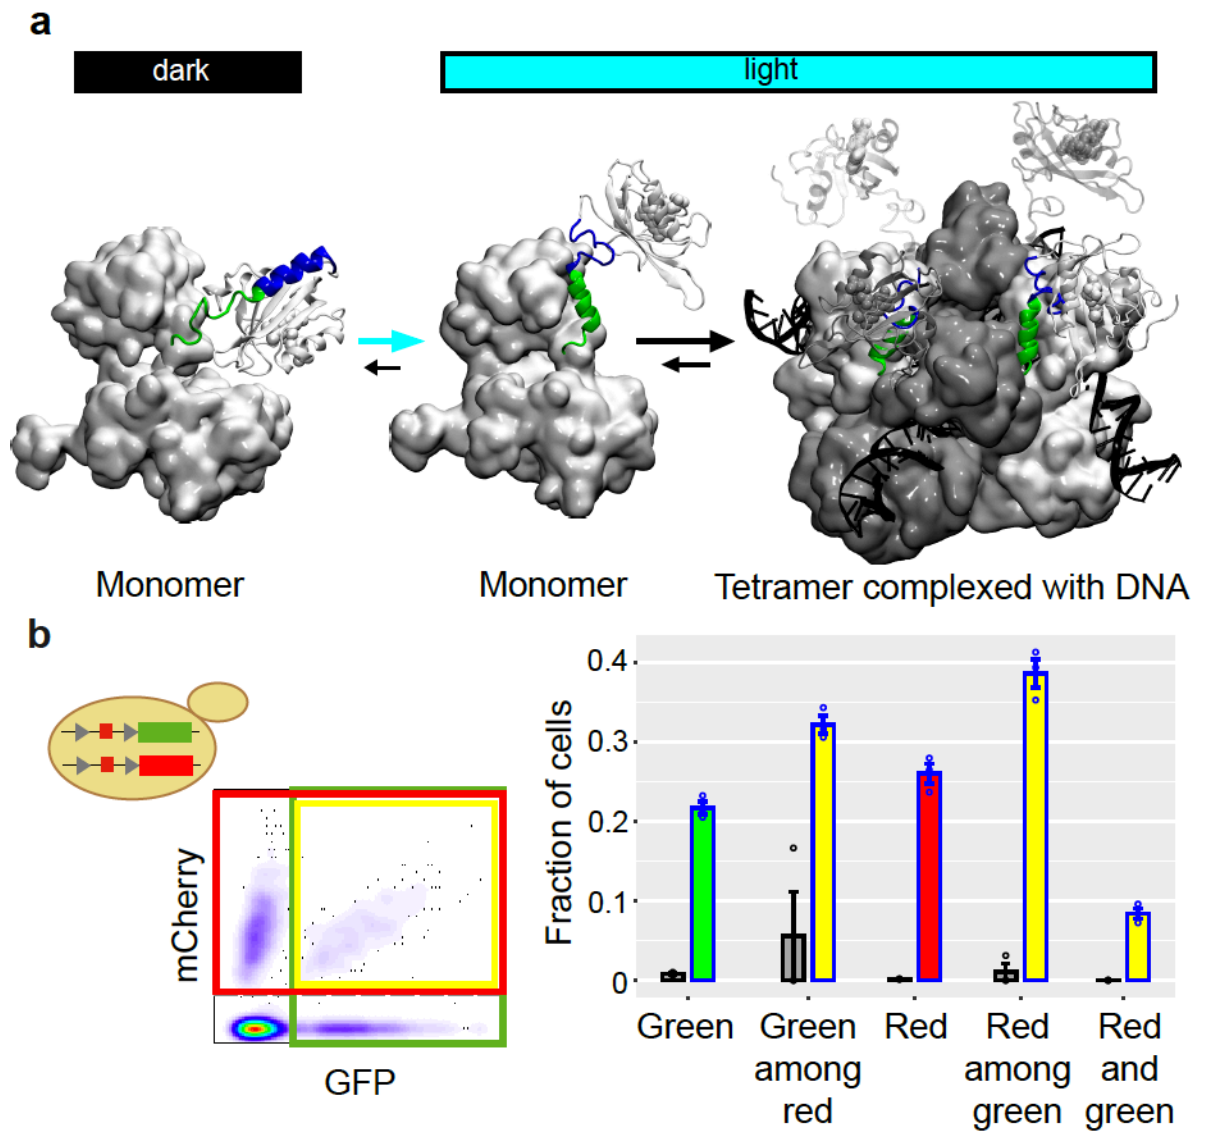 a
dark
light
Monomer
Monomer
Tetramer complexed with DNA
b
mCherry
GFP
Fraction of cells
0.4
0.3
0.2
0.1
0
Green
Green
among
red
Red
Red
among
green
Red
and
green